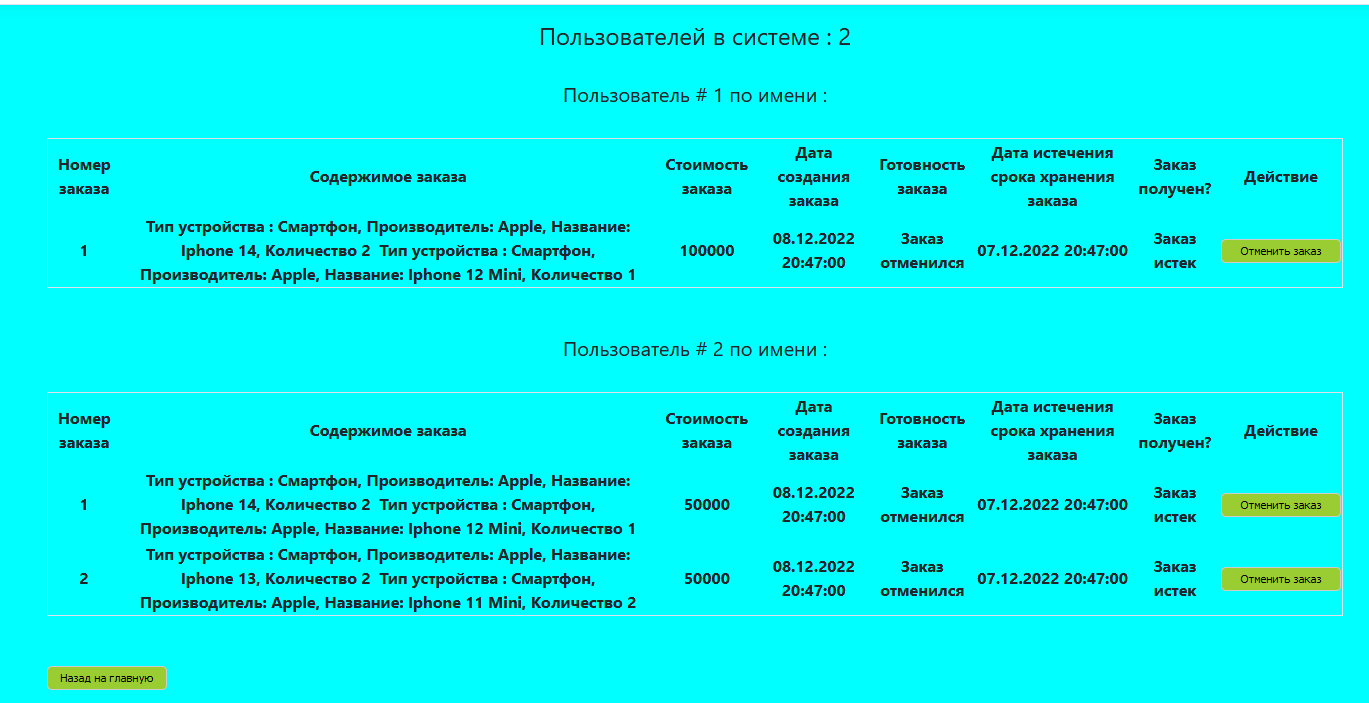 Пользователей в системе : 2
Пользователь # 1 по имени :
Номер заказа Содержимое заказа Стоимость заказа Дата создания заказа Готовность заказа Дата истечения срока хранения заказа Заказ получен? Действие
1 Тип устройства : Смартфон, Производитель: Apple, Название: Iphone 14, Количество 2 Тип устройства : Смартфон, Производитель: Apple, Название: Iphone 12 Mini, Количество 1 100000 08.12.2022 20:47:00 Заказ отменился 07.12.2022 20:47:00 Заказ истек Отменить заказ
Пользователь # 2 по имени :
Номер заказа Содержимое заказа Стоимость заказа Дата создания заказа Готовность заказа Дата истечения срока хранения заказа Заказ получен? Действие
1 Тип устройства : Смартфон, Производитель: Apple, Название: Iphone 14, Количество 2 Тип устройства : Смартфон, Производитель: Apple, Название: Iphone 12 Mini, Количество 1 50000 08.12.2022 20:47:00 Заказ отменился 07.12.2022 20:47:00 Заказ истек Отменить заказ
2 Тип устройства : Смартфон, Производитель: Apple, Название: Iphone 13, Количество 2 Тип устройства : Смартфон, Производитель: Apple, Название: Iphone 11 Mini, Количество 2 50000 08.12.2022 20:47:00 Заказ отменился 07.12.2022 20:47:00 Заказ истек Отменить заказ
Назад на главную